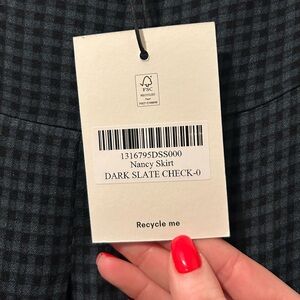 FSC
1316795DSS000
Nancy Skirt
DARK SLATE CHECK-0
Recycle me